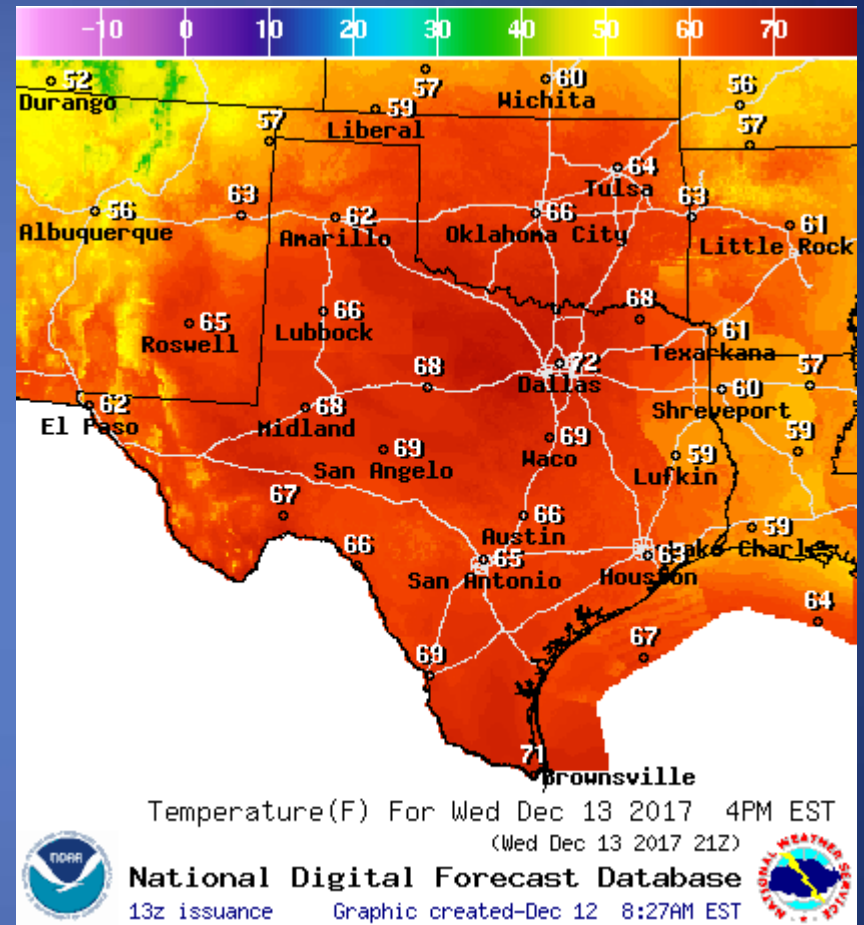 -10 0 10 20 30 40 50 60 70
52
Durango
57
60
Wichita
56
59
Liberal
57
57
64
Tulsa
56
Albuquerque
63
62
Amarillo
66
Oklahoma City
63
61
Little Rock
65
Roswell
66
Lubbock
68
61
Texarkana
68
72
Dallas
57
60
Shreveport
62
El Paso
68
Midland
69
San Angelo
69
Waco
59
Lufkin
59
67
66
Austin
59
Lake Charles
66
65
San Antonio
63
Houston
64
67
69
71
Brownsville
Temperature(F) For Wed Dec 13 2017 4PM EST
(Wed Dec 13 2017 21Z)
NOAA
National Digital Forecast Database
13z issuance Graphic created-Dec 12 8:27AM EST
NATIONAL WEATHER SERVICE